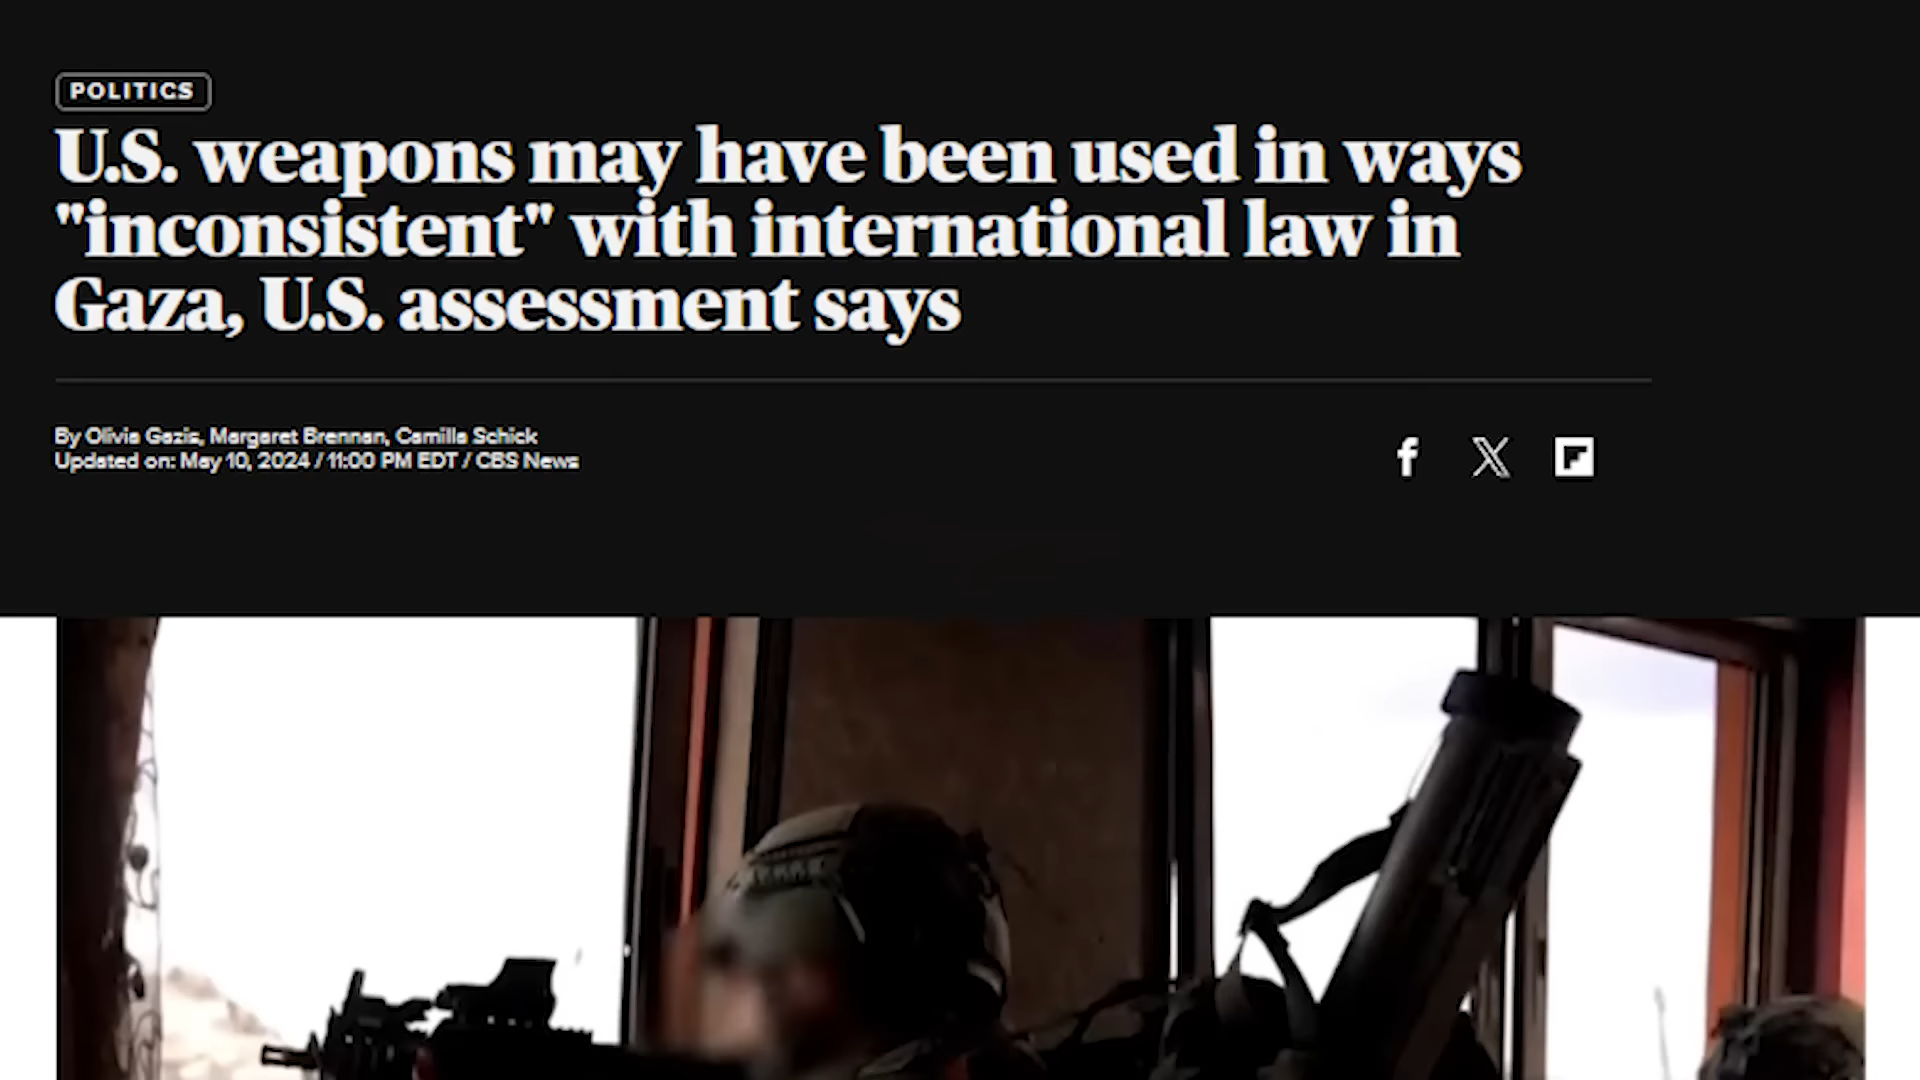 POLITICS
U.S. weapons may have been used in ways
"inconsistent" with international law in
Gaza, U.S. assessment says
By Olivia Gazis, Margaret Brennan, Camilla Schick
Updated on: May 10, 2024 / 11:00 PM EDT / CBS News